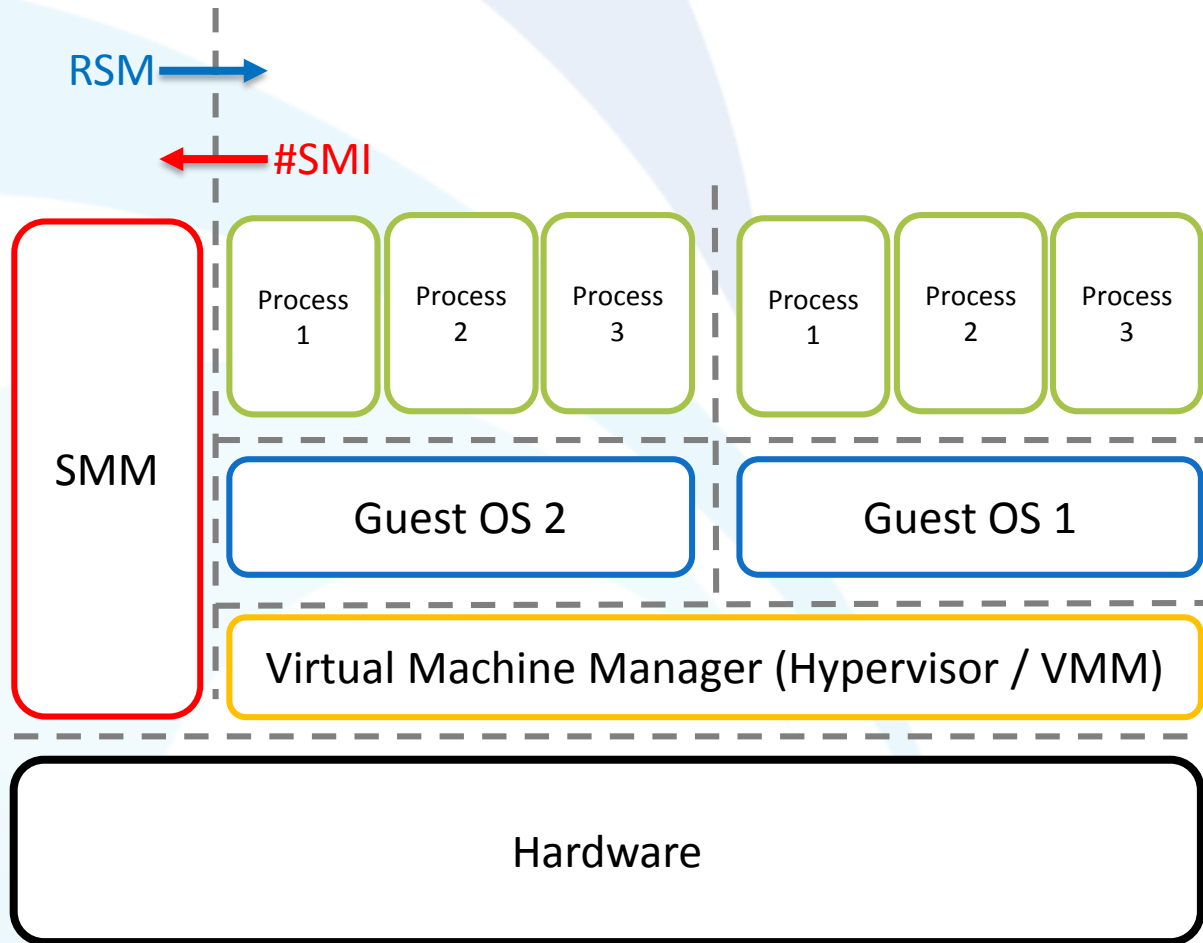 RSM
#SMI
SMM
Process
1
Process
2
Process
3
Process
1
Process
2
Process
3
Guest OS 2
Guest OS 1
Virtual Machine Manager (Hypervisor / VMM)
Hardware